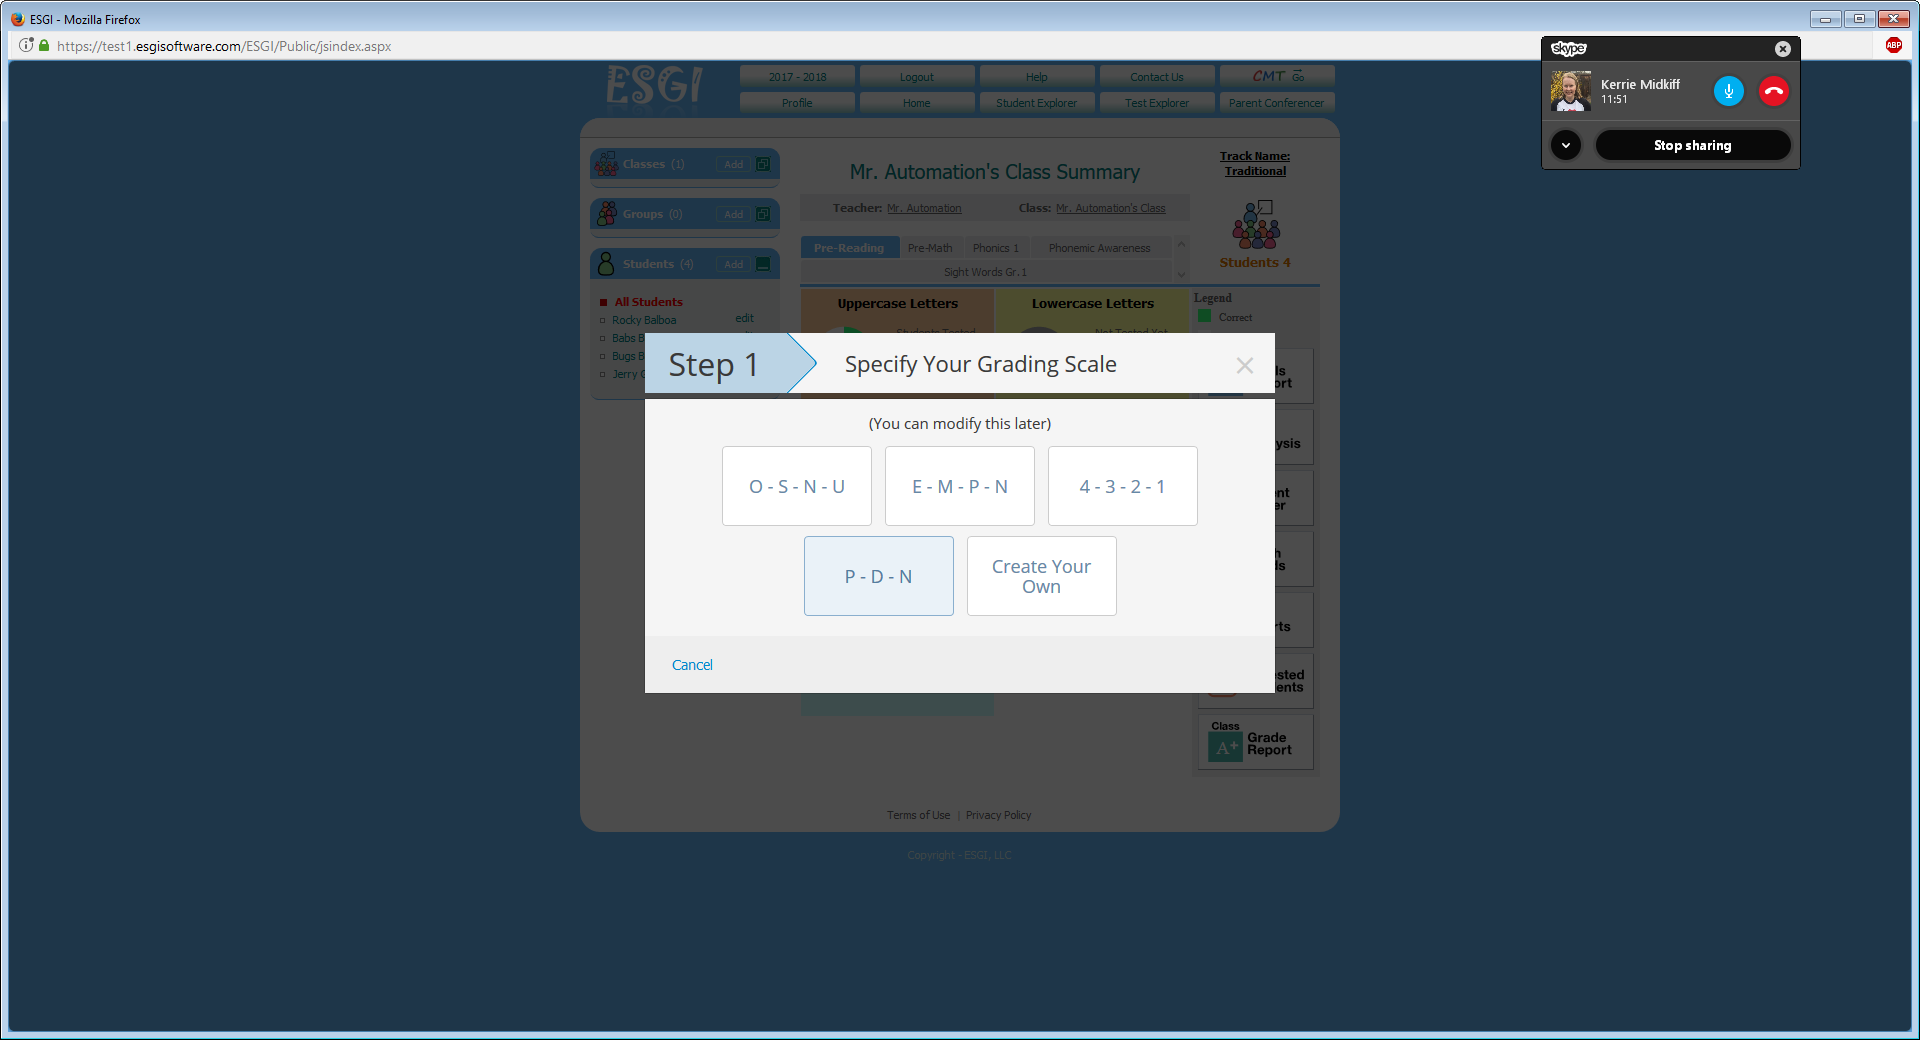 ESGI - Mozilla Firefox
https://test1.esgisoftware.com/ESGI/Public/jsindex.aspx
ABP
skype
Kerrie Midkiff
11:51
Stop sharing
ESGI
2017 - 2018
Logout
Help
Contact Us
CMT Go
Profile
Home
Student Explorer
Test Explorer
Parent Conferencer
Classes (1)
Add
Groups (0)
Add
Students (4)
Add
All Students
Rocky Balboa
edit
Babs B
Bugs B
Jerry
Mr. Automation's Class Summary
Teacher: Mr. Automation
Class: Mr. Automation's Class
Track Name:
Traditional
Students 4
Pre-Reading
Pre-Math
Phonics 1
Phonemic Awareness
Sight Words Gr.1
Uppercase Letters
Lowercase Letters
Students Tested
Not Tested Yet
Legend
Correct
Step 1
Specify Your Grading Scale
(You can modify this later)
O - S - N - U
E - M - P - N
4 - 3 - 2 - 1
P - D - N
Create Your
Own
Cancel
Class
A+
Grade
Report
Terms of Use | Privacy Policy
Copyright - ESGI, LLC